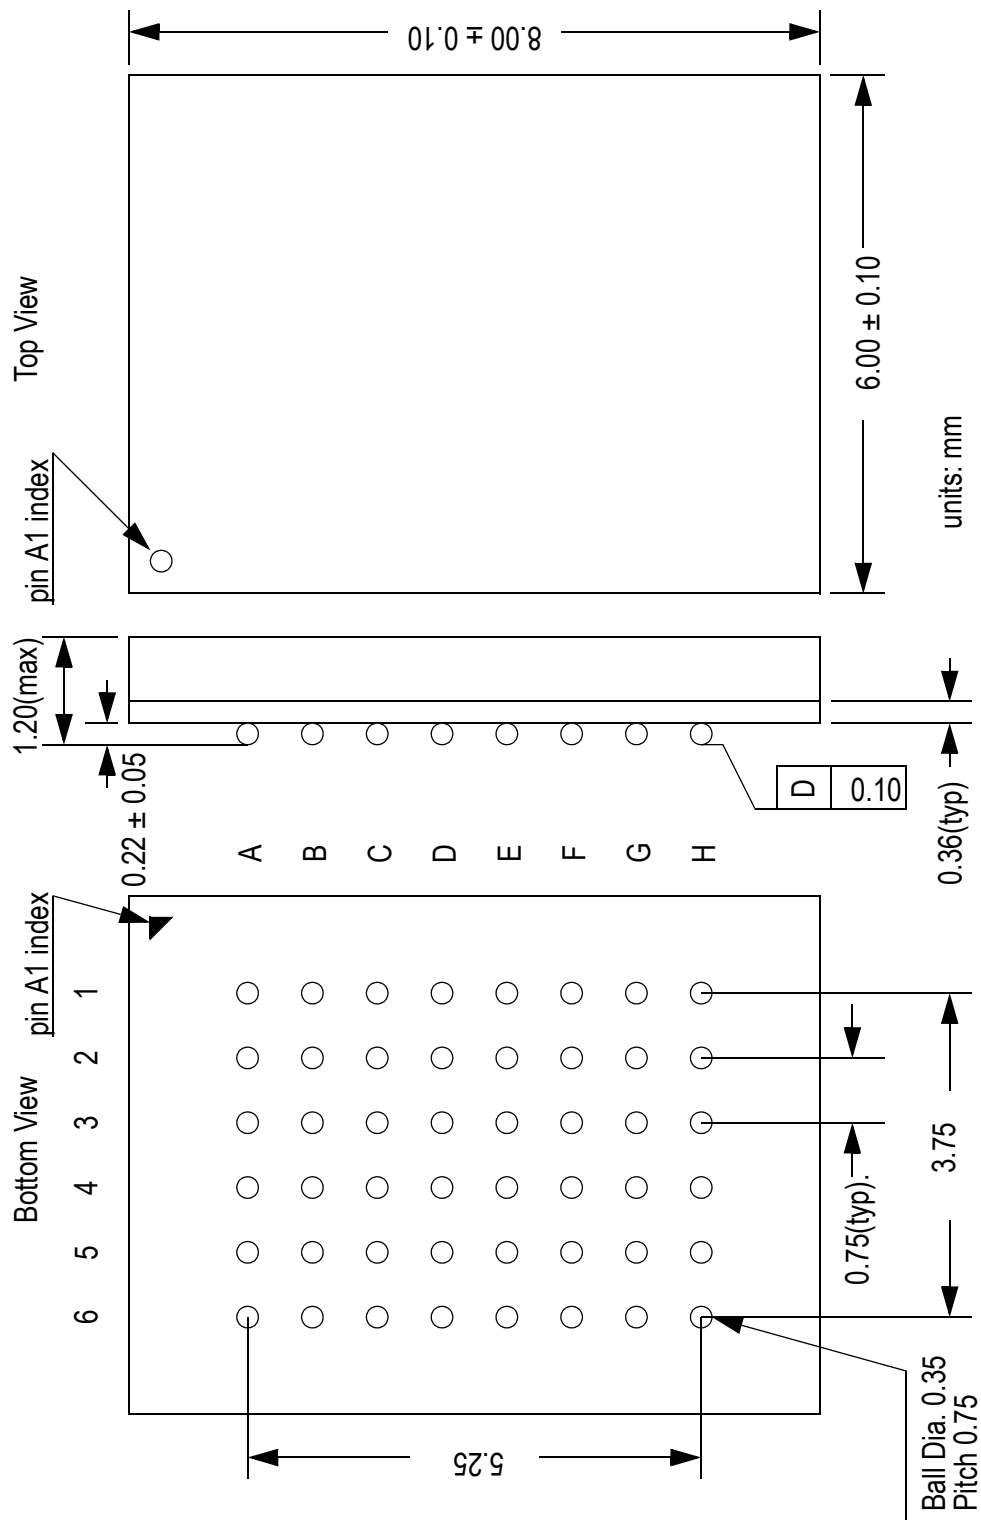 Bottom View
pin A1 index
6
5
4
3
2
1
A
B
C
D
E
F
G
H
5.25
Ball Dia. 0.35
Pitch 0.75
0.75(typ).
3.75
1.20(max)
0.22 ± 0.05
D 0.10
0.36(typ)
Top View
pin A1 index
8.00 ± 0.10
6.00 ± 0.10
units: mm